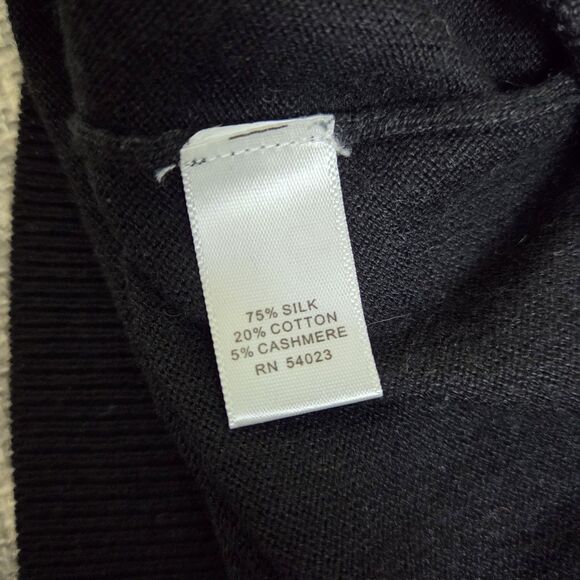 75% SILK
20% COTTON
5% CASHMERE
RN 54023